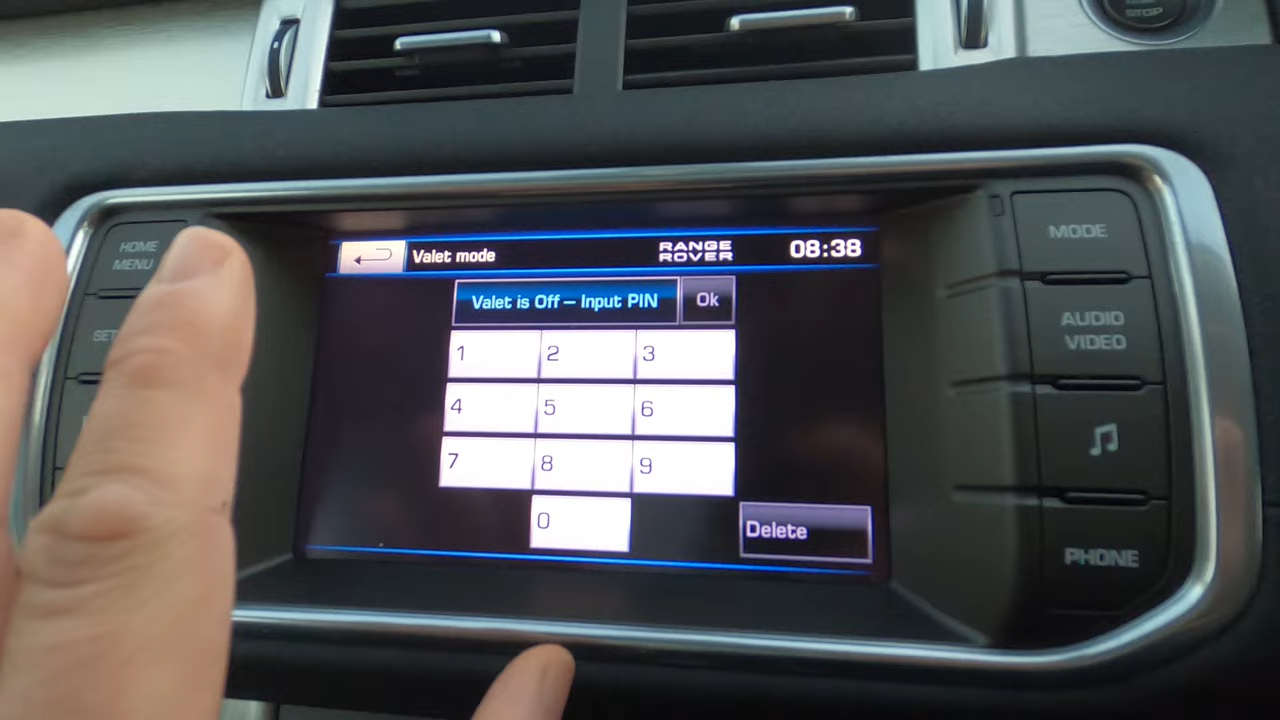 STOP
HOME
MENU
Valet mode
RANGE
ROVER
08:38
MODE
Valet is Off – Input PIN
Ok
AUDIO
VIDEO
1
2
3
4
5
6
7
8
9
0
Delete
PHONE